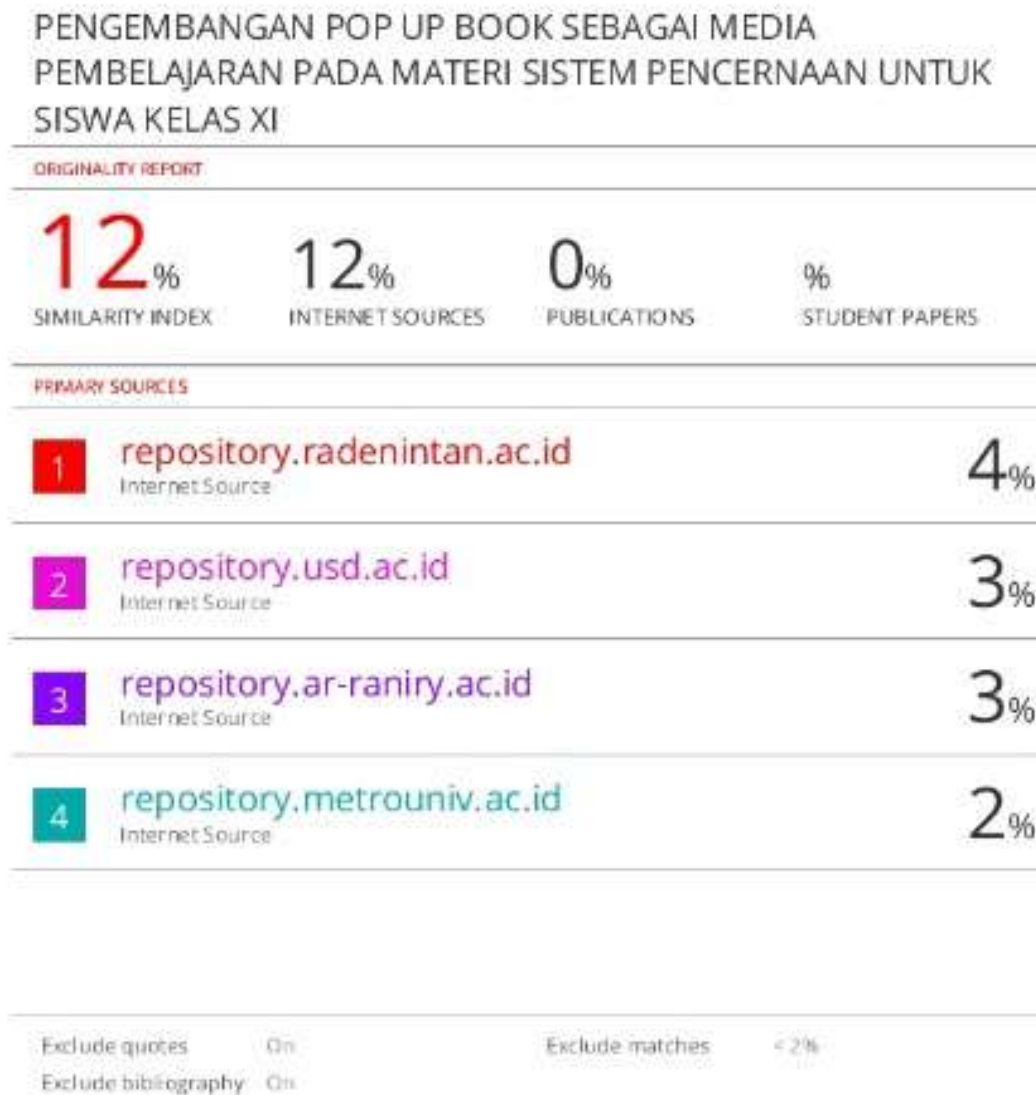 PENGEMBANGAN POP UP BOOK SEBAGAI MEDIA
PEMBELAJARAN PADA MATERI SISTEM PENCERNAAN UNTUK
SISWA KELAS XI
ORIGINALITY REPORT
12% 12% 0% %
SIMILARITY INDEX INTERNET SOURCES PUBLICATIONS STUDENT PAPERS
PRIMARY SOURCES
1 repository.radenintan.ac.id 4%
Internet Source
2 repository.usd.ac.id 3%
Internet Source
3 repository.ar-raniry.ac.id 3%
Internet Source
4 repository.metrouniv.ac.id 2%
Internet Source
Exclude quotes On Exclude matches < 2%
Exclude bibliography On